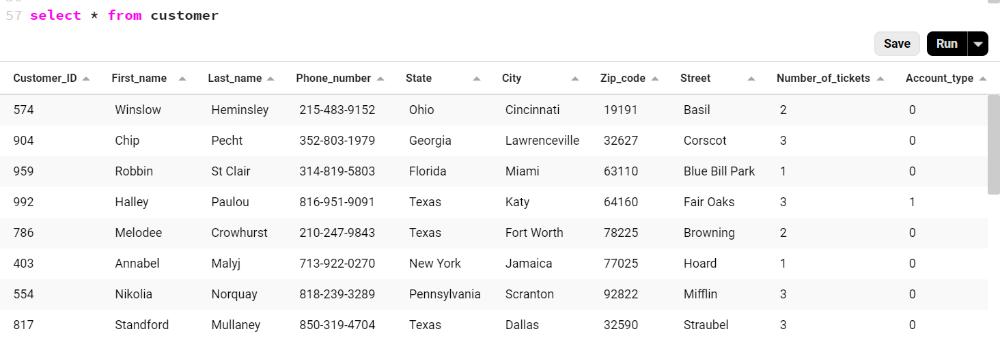 57 select * from customer
Save Run
Customer_ID First_name Last_name Phone_number State City Zip_code Street Number_of_tickets Account_type
574 Winslow Heminsley 215-483-9152 Ohio Cincinnati 19191 Basil 2 0
904 Chip Pecht 352-803-1979 Georgia Lawrenceville 32627 Corscot 3 0
959 Robbin St Clair 314-819-5803 Florida Miami 63110 Blue Bill Park 1 0
992 Halley Paulou 816-951-9091 Texas Katy 64160 Fair Oaks 3 1
786 Melodee Crowhurst 210-247-9843 Texas Fort Worth 78225 Browning 2 0
403 Annabel Malyj 713-922-0270 New York Jamaica 77025 Hoard 1 0
554 Nikolia Norquay 818-239-3289 Pennsylvania Scranton 92822 Mifflin 3 0
817 Standford Mullaney 850-319-4704 Texas Dallas 32590 Straubel 3 0